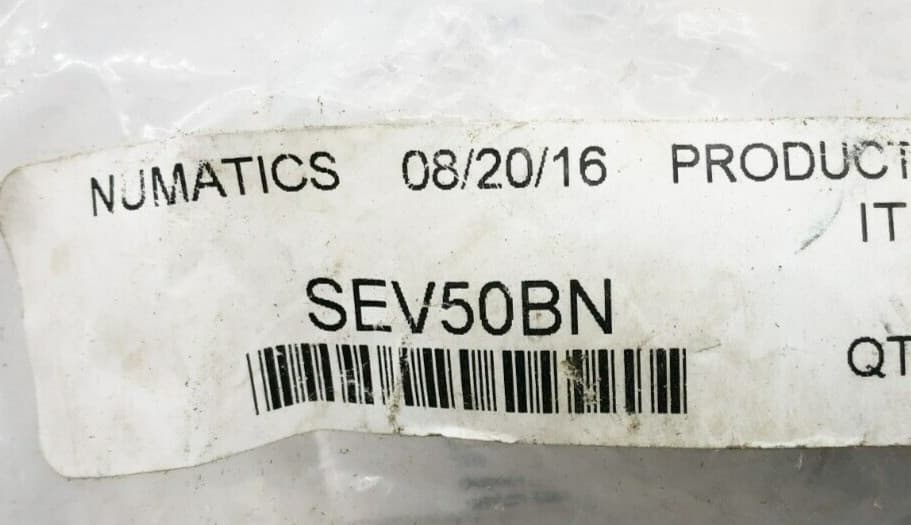 NUMATICS 08/20/16 PRODUCT
IT
SEV50BN
QT